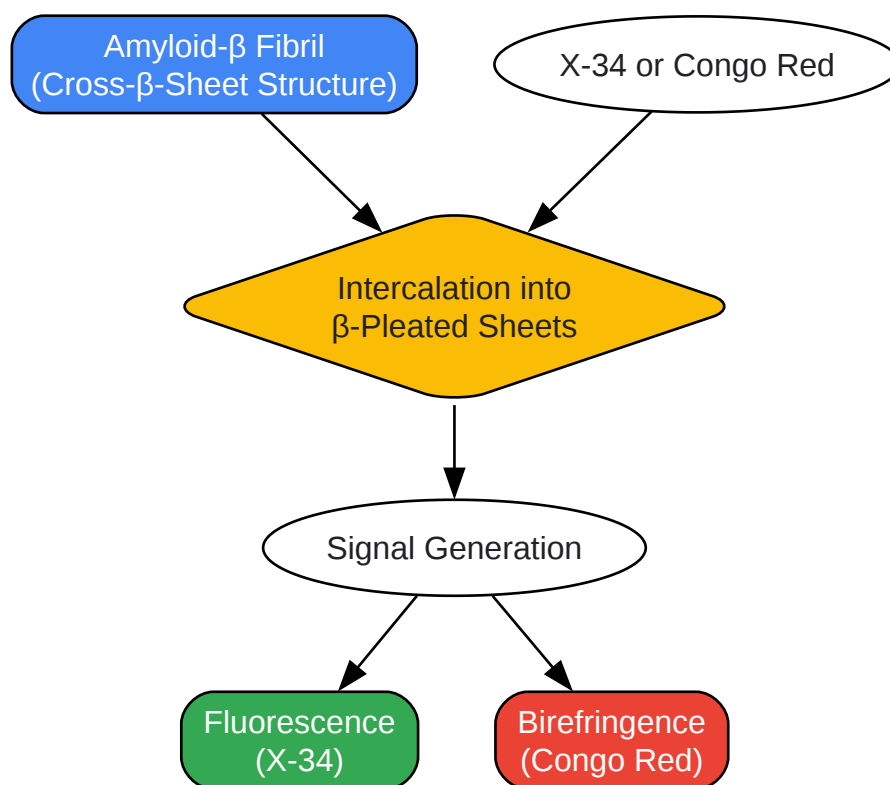 Amyloid-β Fibril
(Cross-β-Sheet Structure)
X-34 or Congo Red
Intercalation into
β-Pleated Sheets
Signal Generation
Fluorescence
(X-34)
Birefringence
(Congo Red)